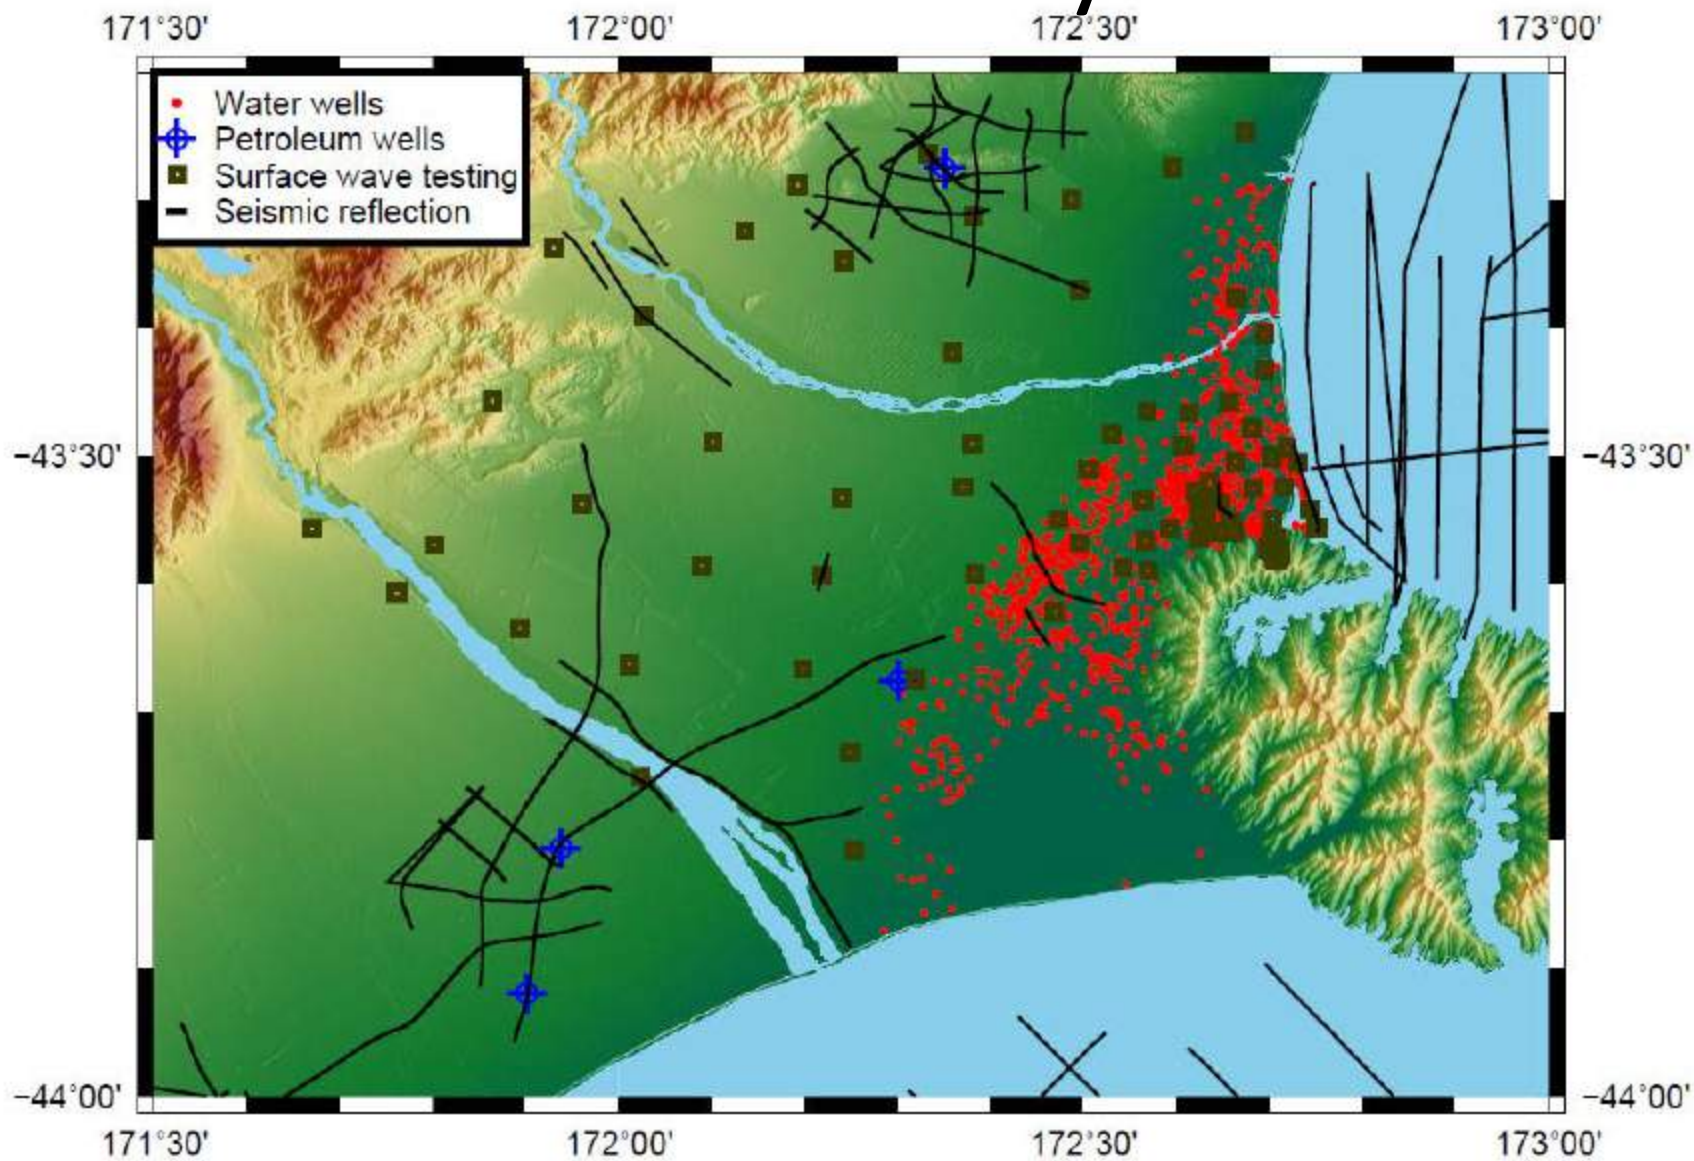 171°30' 172°00' 172°30' 173°00'
Water wells
Petroleum wells
Surface wave testing
Seismic reflection
−43°30' −43°30'
−44°00' −44°00'
171°30' 172°00' 172°30' 173°00'